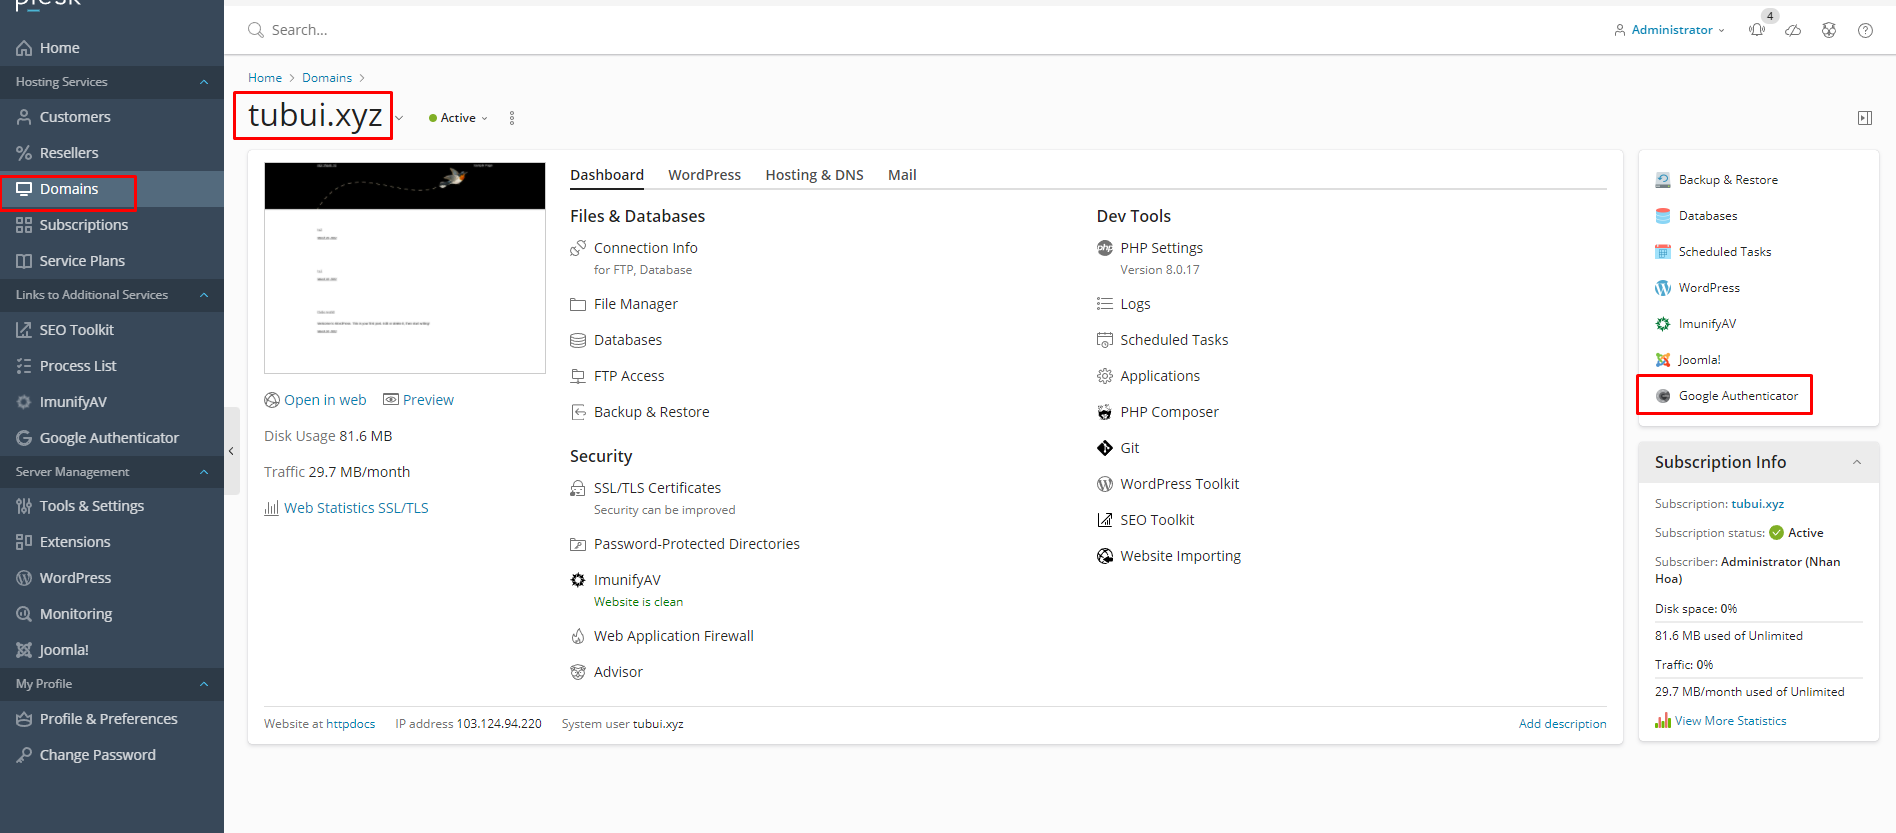 plesk
Home
Hosting Services
Customers
Resellers
Domains
Subscriptions
Service Plans
Links to Additional Services
SEO Toolkit
Process List
ImunifyAV
Google Authenticator
Server Management
Tools & Settings
Extensions
WordPress
Monitoring
Joomla!
My Profile
Profile & Preferences
Change Password
Search...
Administrator
4
Home > Domains >
tubui.xyz
Active
Open in web Preview
Disk Usage 81.6 MB
Traffic 29.7 MB/month
Web Statistics SSL/TLS
Dashboard WordPress Hosting & DNS Mail
Files & Databases
Connection Info
for FTP, Database
File Manager
Databases
FTP Access
Backup & Restore
Security
SSL/TLS Certificates
Security can be improved
Password-Protected Directories
ImunifyAV
Website is clean
Web Application Firewall
Advisor
Dev Tools
PHP Settings
Version 8.0.17
Logs
Scheduled Tasks
Applications
PHP Composer
Git
WordPress Toolkit
SEO Toolkit
Website Importing
Website at httpdocs IP address 103.124.94.220 System user tubui.xyz Add description
Backup & Restore
Databases
Scheduled Tasks
WordPress
ImunifyAV
Joomla!
Google Authenticator
Subscription Info
Subscription: tubui.xyz
Subscription status: Active
Subscriber: Administrator (Nhan
Hoa)
Disk space: 0%
81.6 MB used of Unlimited
Traffic: 0%
29.7 MB/month used of Unlimited
View More Statistics